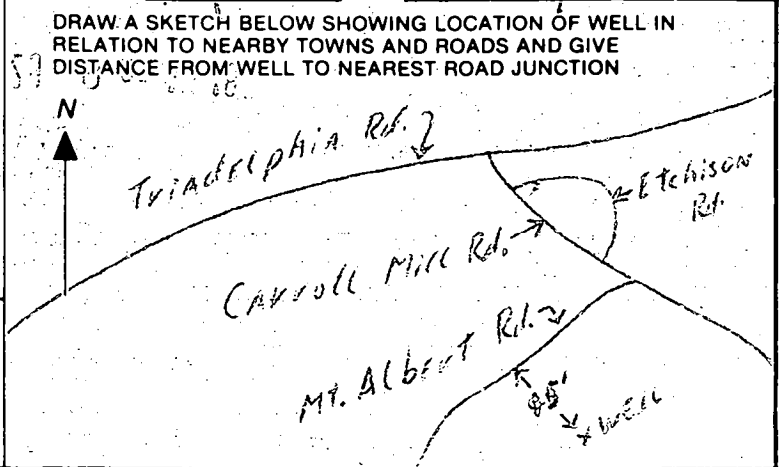 DRAW A SKETCH BELOW SHOWING LOCATION OF WELL IN
RELATION TO NEARBY TOWNS AND ROADS AND GIVE
DISTANCE FROM WELL TO NEAREST ROAD JUNCTION
N
Triadelphia Rd.
Etchison
Rd.
Carroll Mill Rd.
Mt. Albert Rd.
x WELL